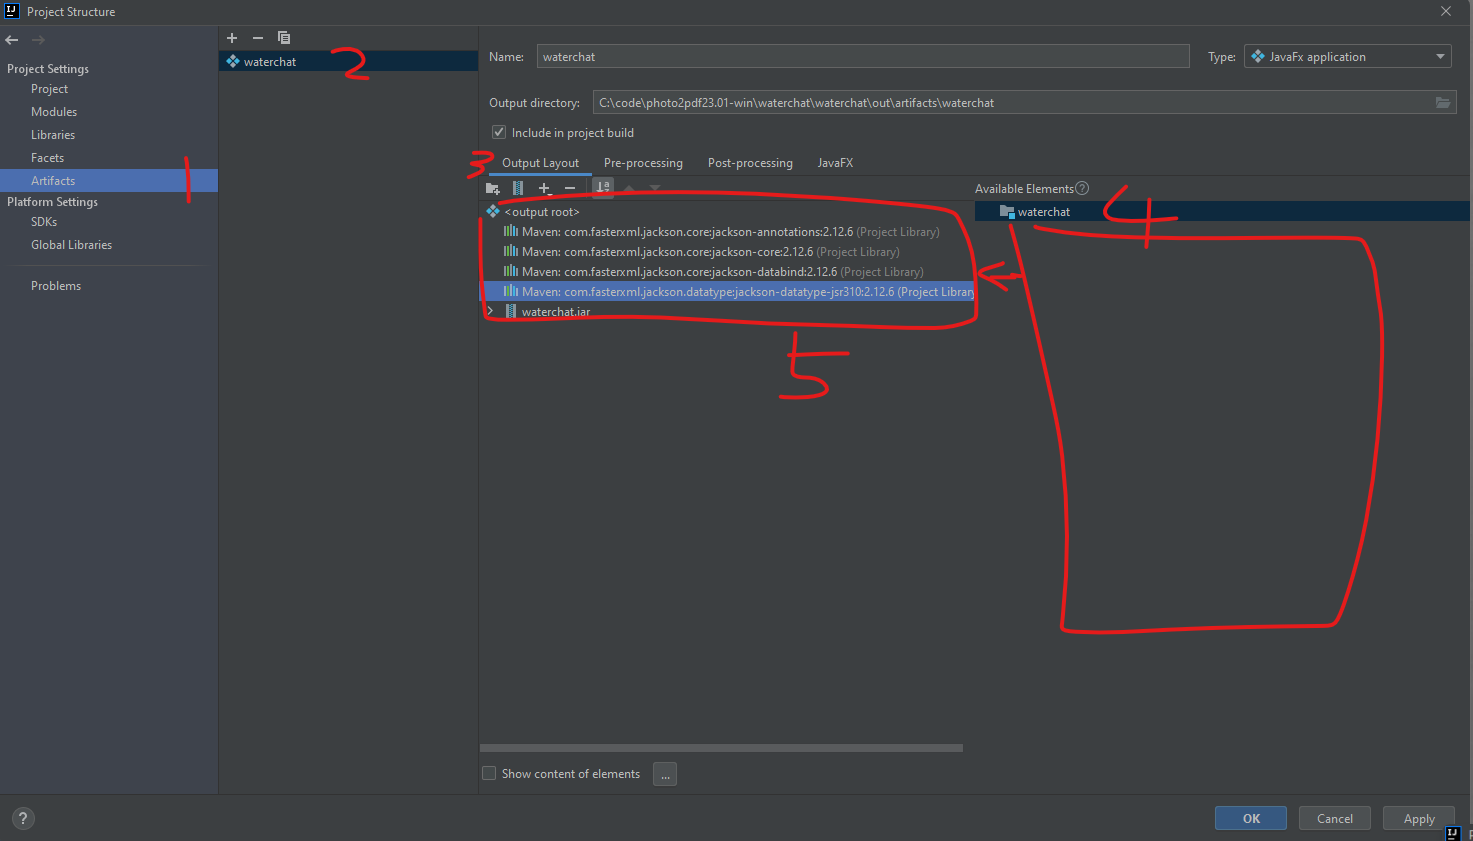 Project Structure
Project Settings
Project
Modules
Libraries
Facets
Artifacts
Platform Settings
SDKs
Global Libraries
Problems
1
waterchat
2
Name:
waterchat
Type:
JavaFx application
Output directory:
C:\code\photo2pdf23.01-win\waterchat\waterchat\out\artifacts\waterchat
Include in project build
3
Output Layout
Pre-processing
Post-processing
JavaFX
Available Elements
<output root>
Maven: com.fasterxml.jackson.core:jackson-annotations:2.12.6 (Project Library)
Maven: com.fasterxml.jackson.core:jackson-core:2.12.6 (Project Library)
Maven: com.fasterxml.jackson.core:jackson-databind:2.12.6 (Project Library)
Maven: com.fasterxml.jackson.datatype:jackson-datatype-jsr310:2.12.6 (Project Library
waterchat.jar
waterchat
4
5
Show content of elements
...
?
OK
Cancel
Apply